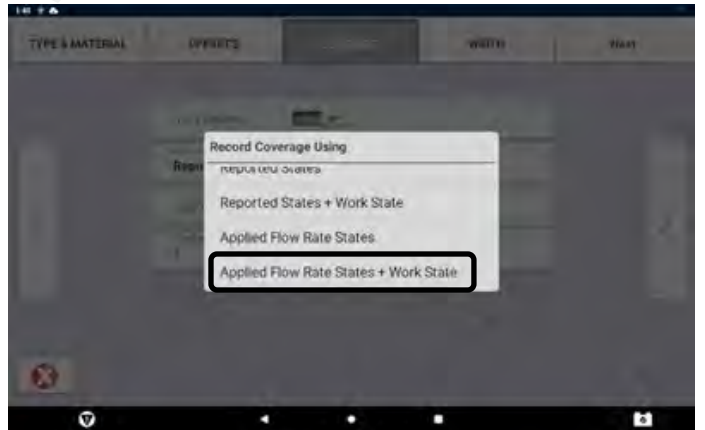 TYPE & MATERIAL OFFSETS WIDTH Next
Record Coverage Using
Reported States
Reported States + Work State
Applied Flow Rate States
Applied Flow Rate States + Work State